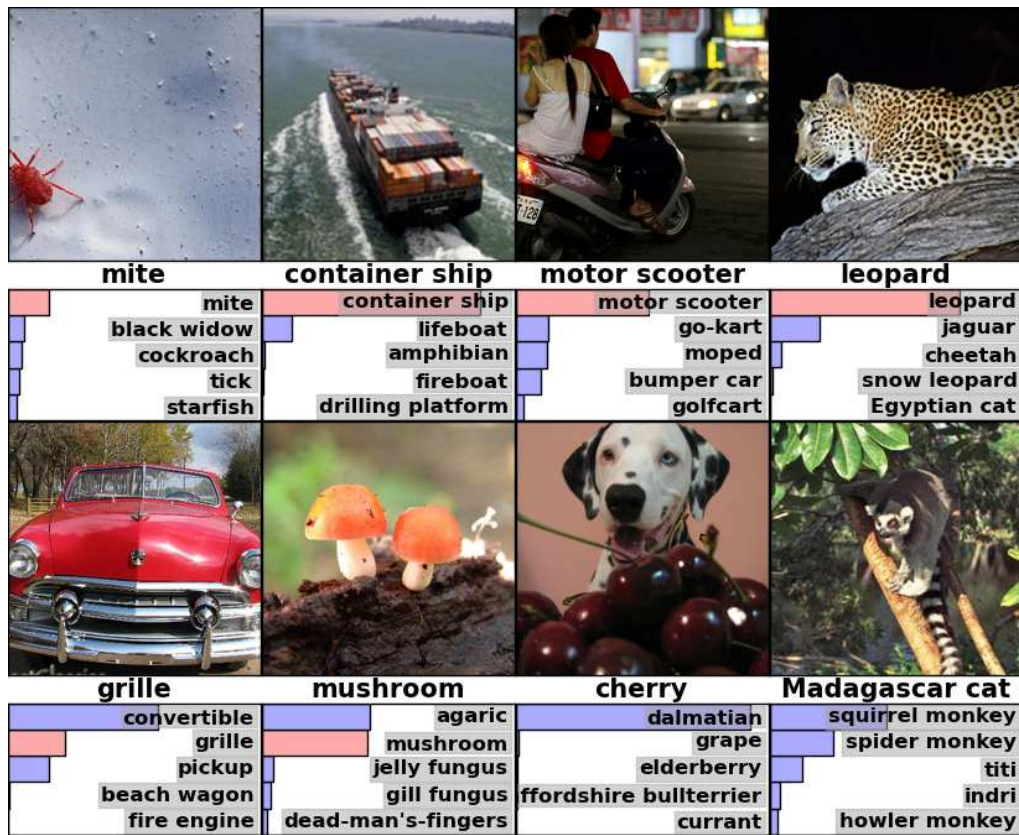 mite
container ship
motor scooter
leopard
mite
black widow
cockroach
tick
starfish
container ship
lifeboat
amphibian
fireboat
drilling platform
motor scooter
go-kart
moped
bumper car
golfcart
leopard
jaguar
cheetah
snow leopard
Egyptian cat
grille
mushroom
cherry
Madagascar cat
convertible
grille
pickup
beach wagon
fire engine
agaric
mushroom
jelly fungus
gill fungus
dead-man's-fingers
dalmatian
grape
elderberry
ffordshire bullterrier
currant
squirrel monkey
spider monkey
titi
indri
howler monkey